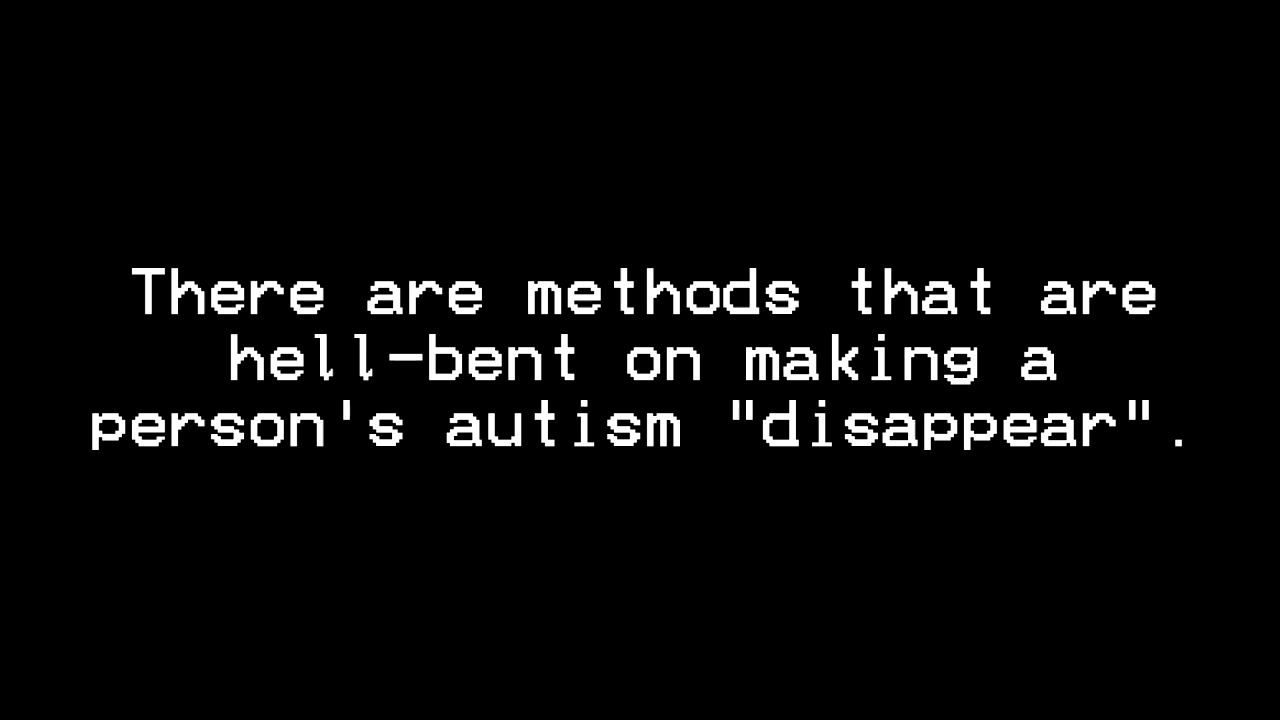 There are methods that are
hell-bent on making a
person's autism "disappear".